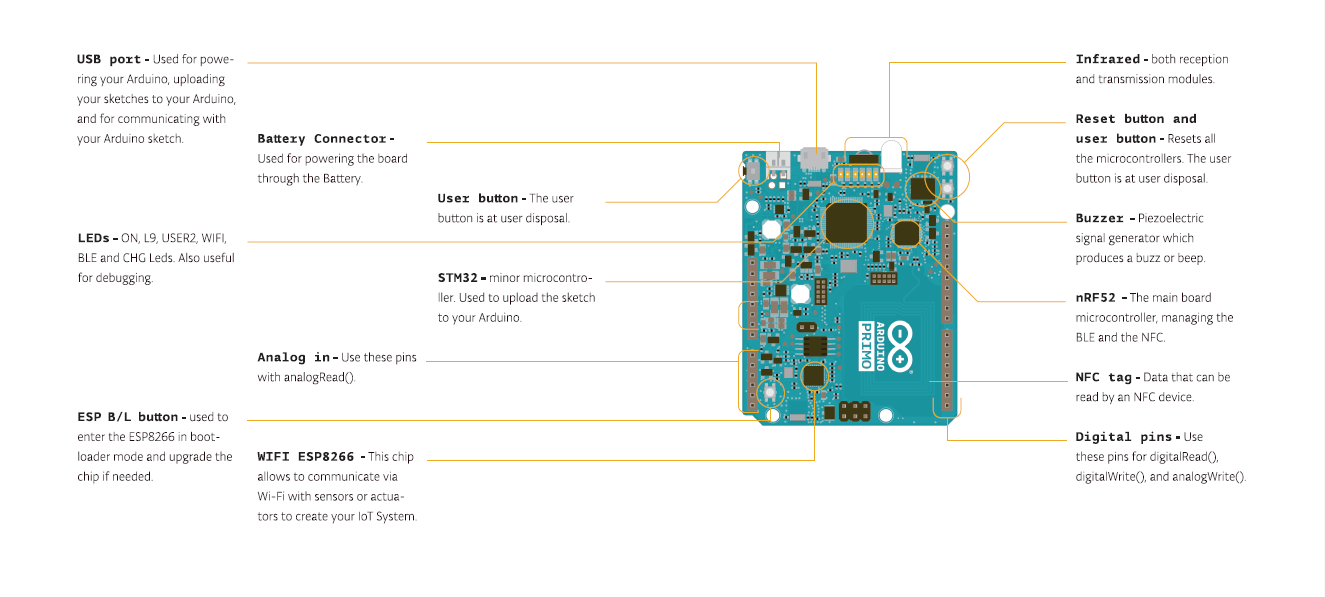 USB port - Used for powe-
ring your Arduino, uploading
your sketches to your Arduino,
and for communicating with
your Arduino sketch.
Battery Connector -
Used for powering the board
through the Battery.
User button - The user
button is at user disposal.
LEDs - ON, L9, USER2, WIFI,
BLE and CHG Leds. Also useful
for debugging.
STM32 - minor microcontro-
ller. Used to upload the sketch
to your Arduino.
Analog in - Use these pins
with analogRead().
ESP B/L button - used to
enter the ESP8266 in boot-
loader mode and upgrade the
chip if needed.
WIFI ESP8266 - This chip
allows to communicate via
Wi-Fi with sensors or actua-
tors to create your IoT System.
ARDUINO
PRIMO
Infrared - both reception
and transmission modules.
Reset button and
user button - Resets all
the microcontrollers. The user
button is at user disposal.
Buzzer - Piezoelectric
signal generator which
produces a buzz or beep.
nRF52 - The main board
microcontroller, managing the
BLE and the NFC.
NFC tag - Data that can be
read by an NFC device.
Digital pins - Use
these pins for digitalRead(),
digitalWrite(), and analogWrite().